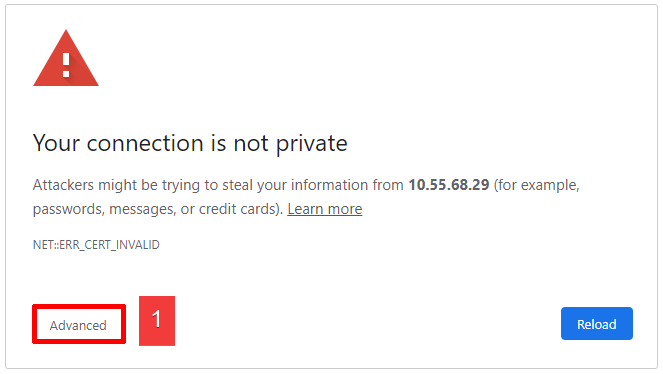 Your connection is not private
Attackers might be trying to steal your information from 10.55.68.29 (for example,
passwords, messages, or credit cards). Learn more
NET::ERR_CERT_INVALID
Advanced
1
Reload